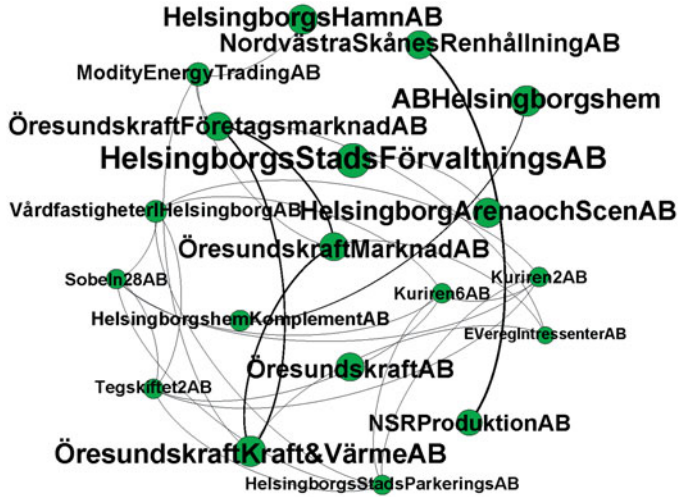 HelsingborgsHamnAB
NordvästraSkånesRenhållningAB
ModityEnergyTradingAB
ABHelsingborgshem
ÖresundskraftFöretagsmarknadAB
HelsingborgsStadsFörvaltningsAB
VårdfastigheterIHelsingborgAB
HelsingborgArenaochScenAB
ÖresundskraftMarknadAB
Sobeln28AB
Kuriren2AB
Kuriren6AB
HelsingborgshemKomplementAB
EVeregIntressenterAB
ÖresundskraftAB
Tegskiftet2AB
NSRProduktionAB
ÖresundskraftKraft&VärmeAB
HelsingborgsStadsParkeringsAB